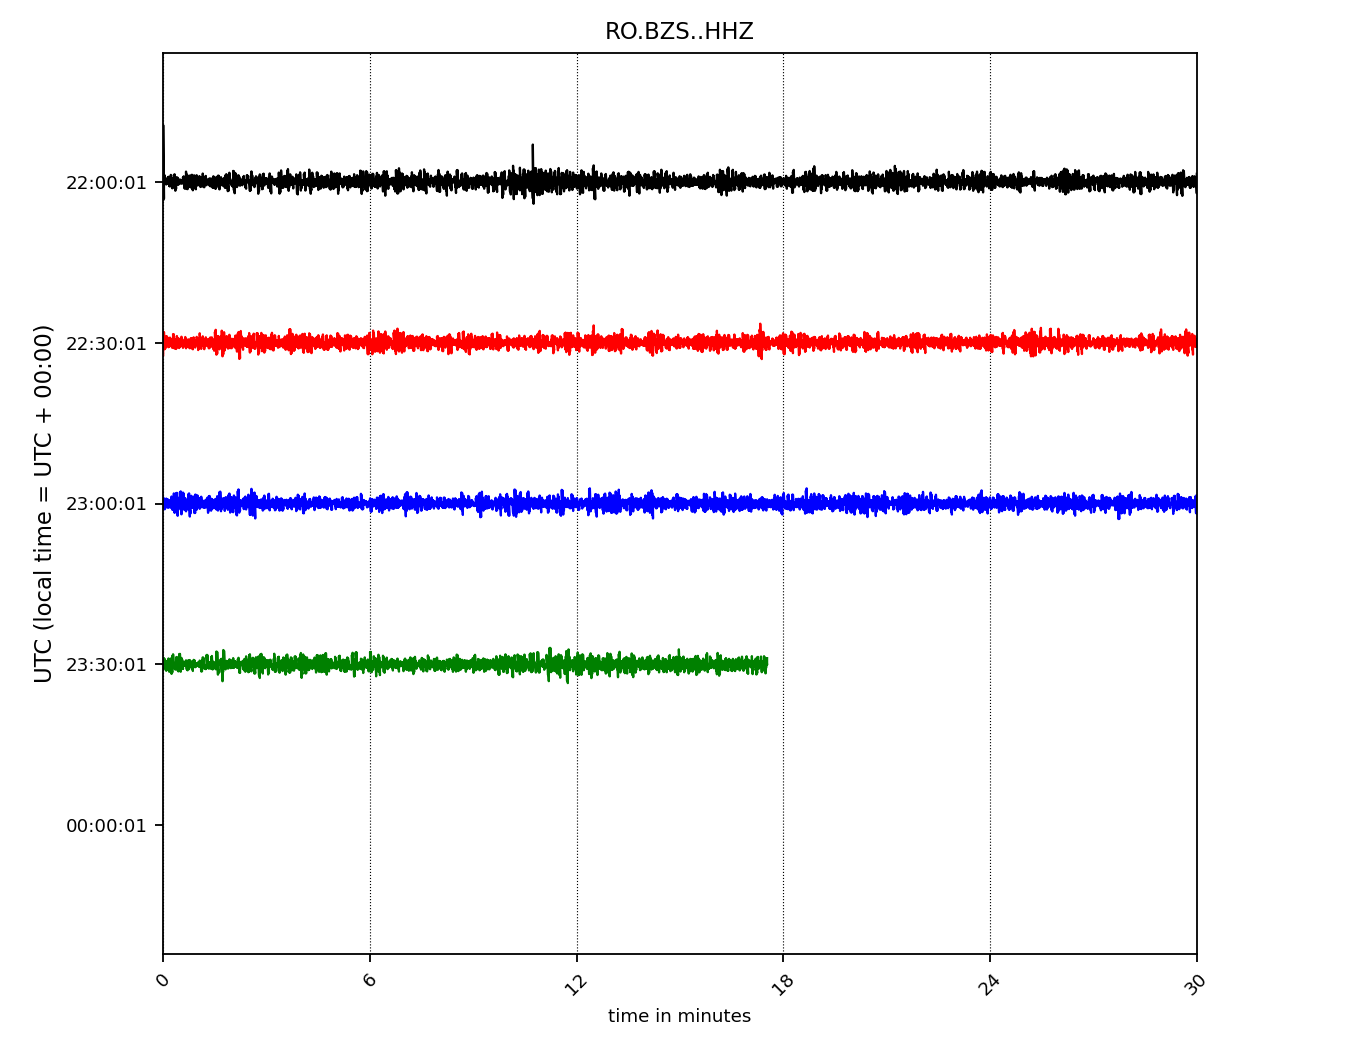 RO.BZS..HHZ
UTC (local time = UTC + 00:00)
22:00:01
22:30:01
23:00:01
23:30:01
00:00:01
0 6 12 18 24 30
time in minutes